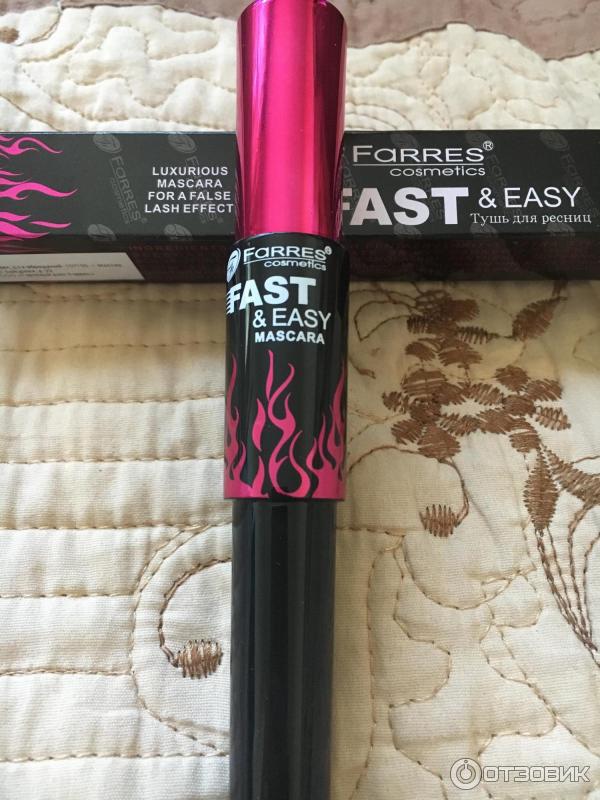 LUXURIOUS
MASCARA
FOR A FALSE
LASH EFFECT
INGREDIENTS
FARRES®
cosmetics
FAST & EASY
Тушь для ресниц
FARRES®
cosmetics
FAST
& EASY
MASCARA
ОТЗОВИК